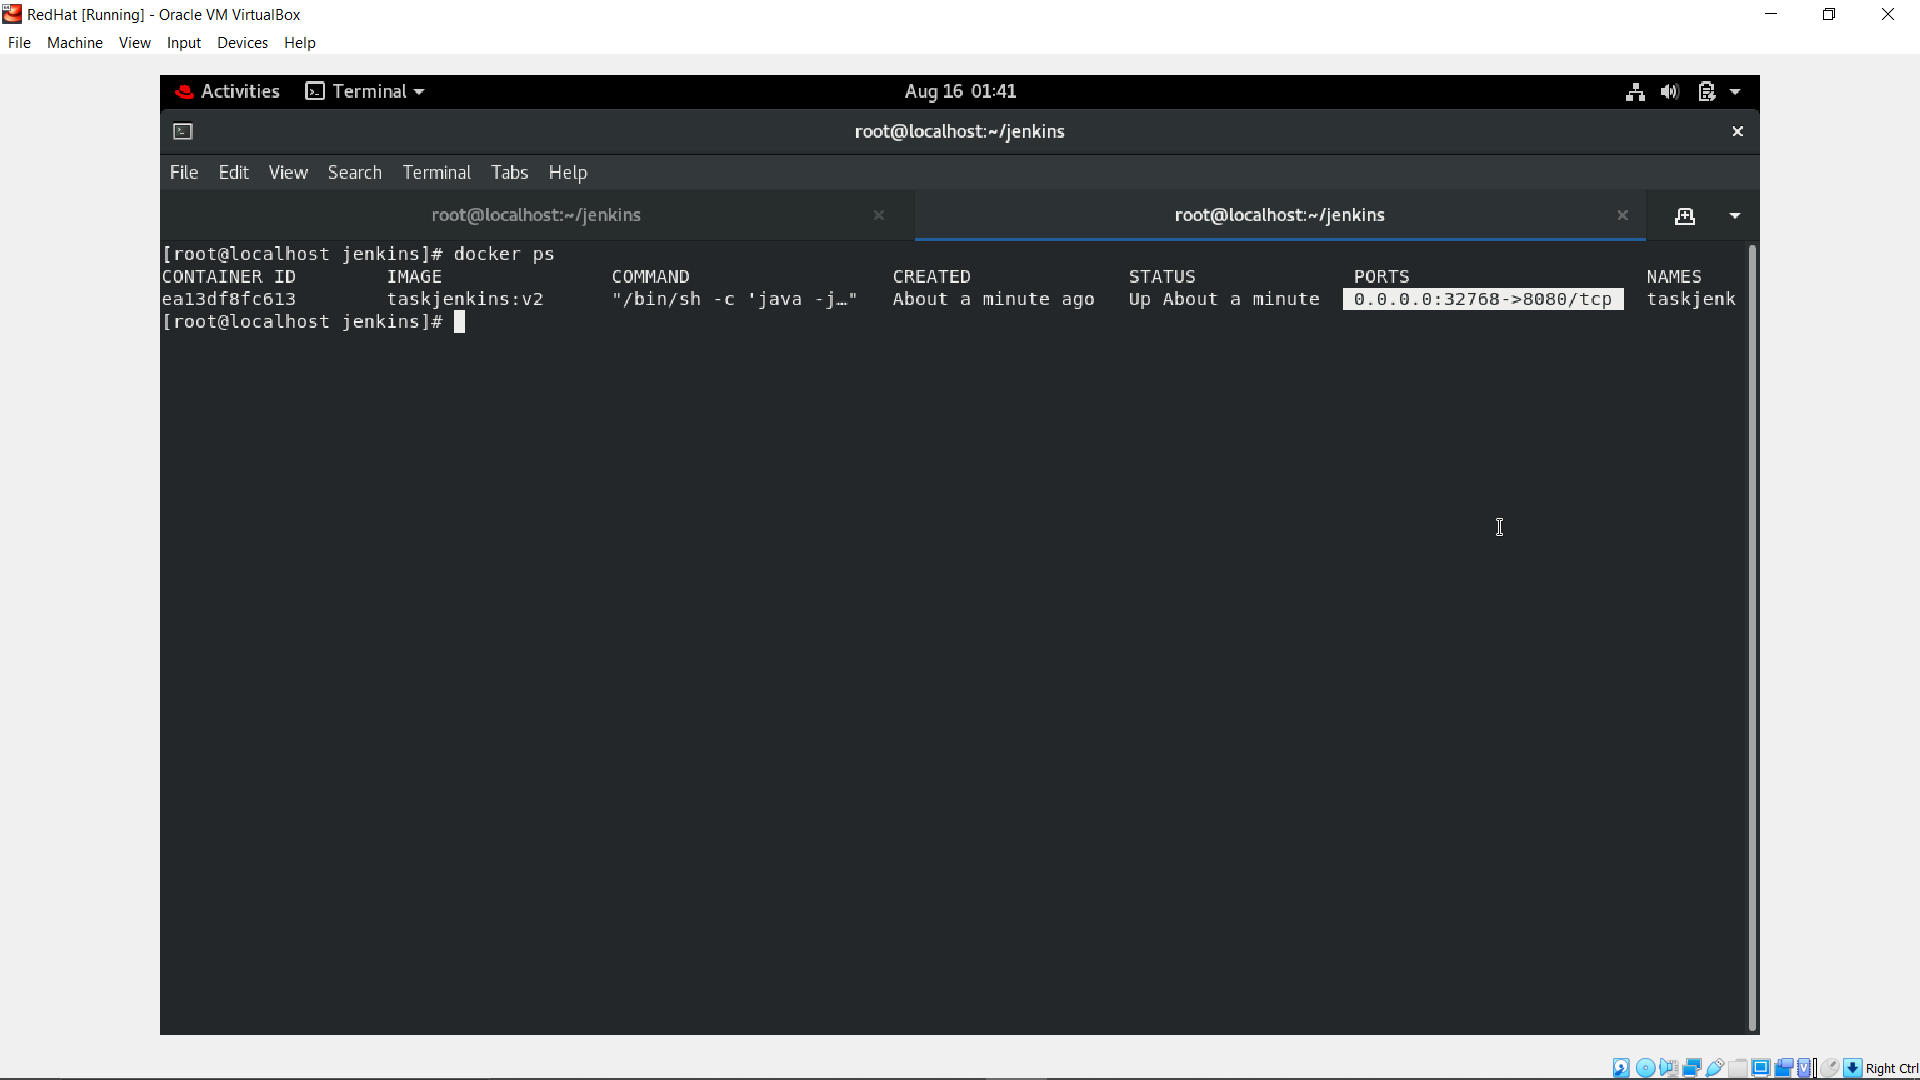 RedHat [Running] - Oracle VM VirtualBox
File Machine View Input Devices Help
Activities Terminal Aug 16 01:41
root@localhost:~/jenkins
File Edit View Search Terminal Tabs Help
root@localhost:~/jenkins root@localhost:~/jenkins
[root@localhost jenkins]# docker ps
CONTAINER ID IMAGE COMMAND CREATED STATUS PORTS NAMES
ea13df8fc613 taskjenkins:v2 "/bin/sh -c 'java -j…" About a minute ago Up About a minute 0.0.0.0:32768->8080/tcp taskjenk
[root@localhost jenkins]#
Right Ctrl